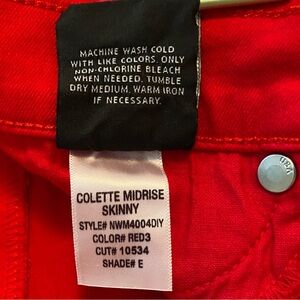 MACHINE WASH COLD
WITH LIKE COLORS. ONLY
NON-CHLORINE BLEACH
WHEN NEEDED. TUMBLE
DRY MEDIUM. WARM IRON
IF NECESSARY.
COLETTE MIDRISE
SKINNY
STYLE# NWM4004DIY
COLOR# RED3
CUT# 10534
SHADE# E